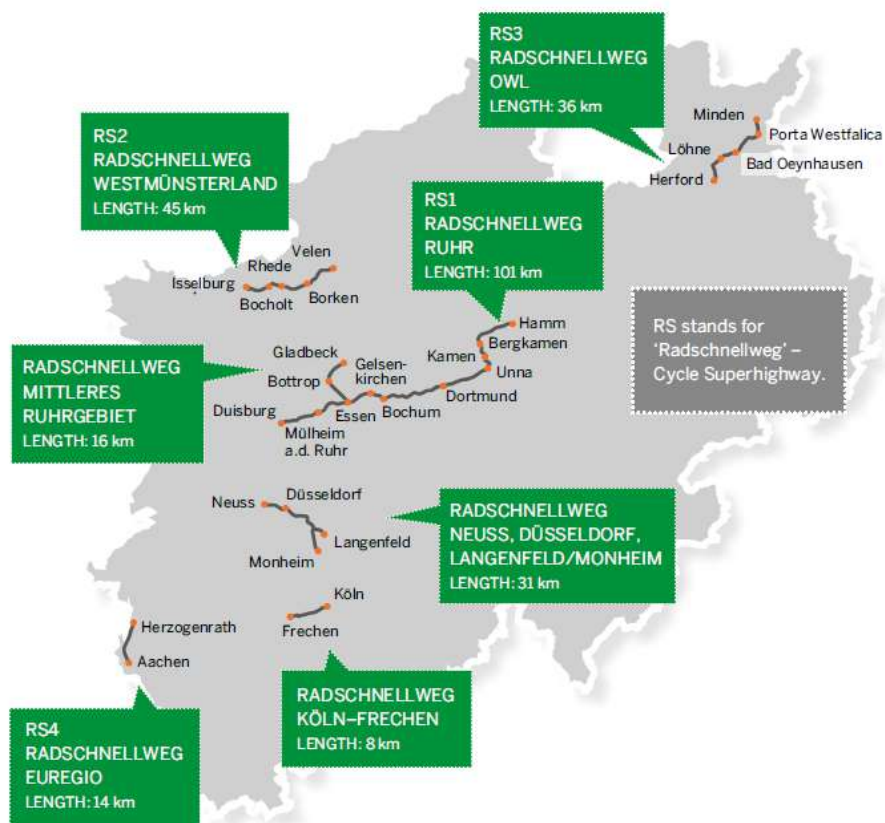 RS3
RADSCHNELLWEG
OWL
LENGTH: 36 km
Minden
Porta Westfalica
Löhne
Bad Oeynhausen
Herford
RS2
RADSCHNELLWEG
WESTMÜNSTERLAND
LENGTH: 45 km
RS1
RADSCHNELLWEG
RUHR
LENGTH: 101 km
Velen
Rhede
Isselburg
Bocholt
Borken
RS stands for
‘Radschnellweg’ –
Cycle Superhighway.
Hamm
Bergkamen
Kamen
Unna
Dortmund
Bochum
Gelsen-
kirchen
Essen
Gladbeck
Bottrop
Duisburg
Mülheim
a.d. Ruhr
RADSCHNELLWEG
MITTLERES
RUHRGEBIET
LENGTH: 16 km
Neuss
Düsseldorf
Langenfeld
Monheim
RADSCHNELLWEG
NEUSS, DÜSSELDORF,
LANGENFELD/MONHEIM
LENGTH: 31 km
Köln
Frechen
Herzogenrath
Aachen
RADSCHNELLWEG
KÖLN–FRECHEN
LENGTH: 8 km
RS4
RADSCHNELLWEG
EUREGIO
LENGTH: 14 km